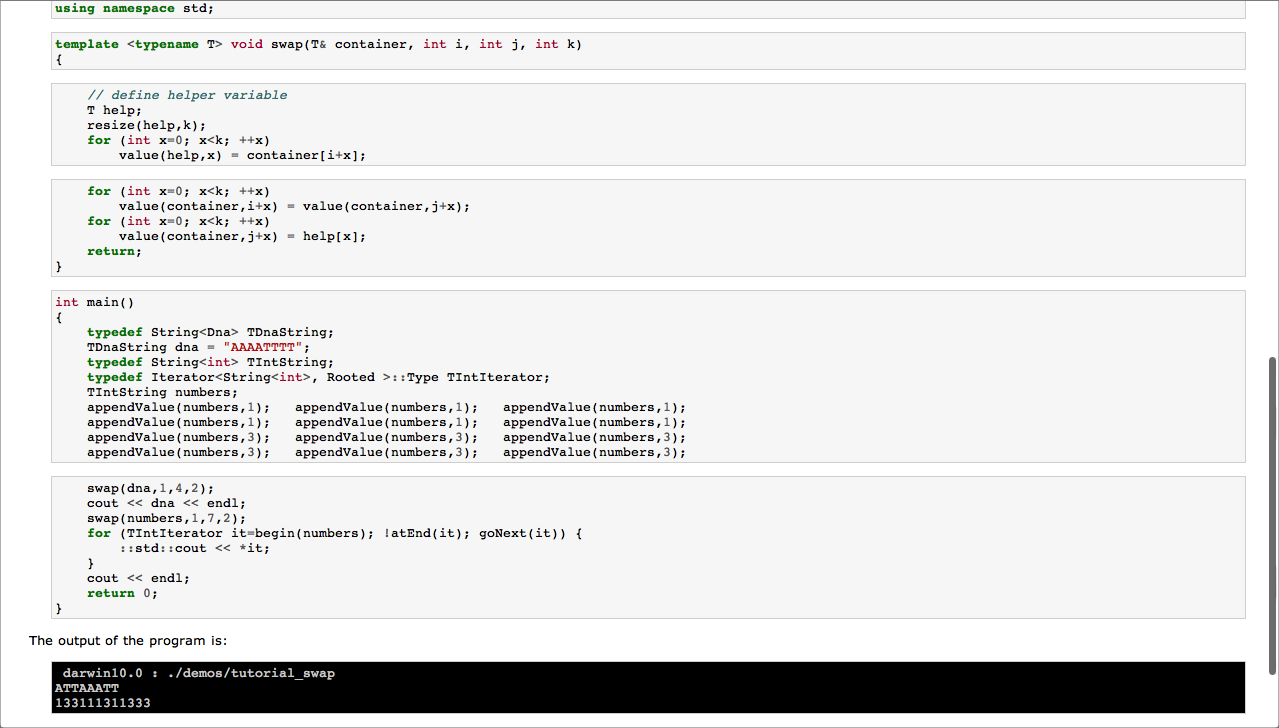 using namespace std;
template <typename T> void swap(T& container, int i, int j, int k)
{
    // define helper variable
    T help;
    resize(help,k);
    for (int x=0; x<k; ++x)
        value(help,x) = container[i+x];
    for (int x=0; x<k; ++x)
        value(container,i+x) = value(container,j+x);
    for (int x=0; x<k; ++x)
        value(container,j+x) = help[x];
    return;
}
int main()
{
    typedef String<Dna> TDnaString;
    TDnaString dna = "AAAATTTT";
    typedef String<int> TIntString;
    typedef Iterator<String<int>, Rooted >::Type TIntIterator;
    TIntString numbers;
    appendValue(numbers,1);   appendValue(numbers,1);   appendValue(numbers,1);
    appendValue(numbers,1);   appendValue(numbers,1);   appendValue(numbers,1);
    appendValue(numbers,3);   appendValue(numbers,3);   appendValue(numbers,3);
    appendValue(numbers,3);   appendValue(numbers,3);   appendValue(numbers,3);
    swap(dna,1,4,2);
    cout << dna << endl;
    swap(numbers,1,7,2);
    for (TIntIterator it=begin(numbers); !atEnd(it); goNext(it)) {
        ::std::cout << *it;
    }
    cout << endl;
    return 0;
}
The output of the program is:
darwin10.0 : ./demos/tutorial_swap
ATTAAATT
133111311333